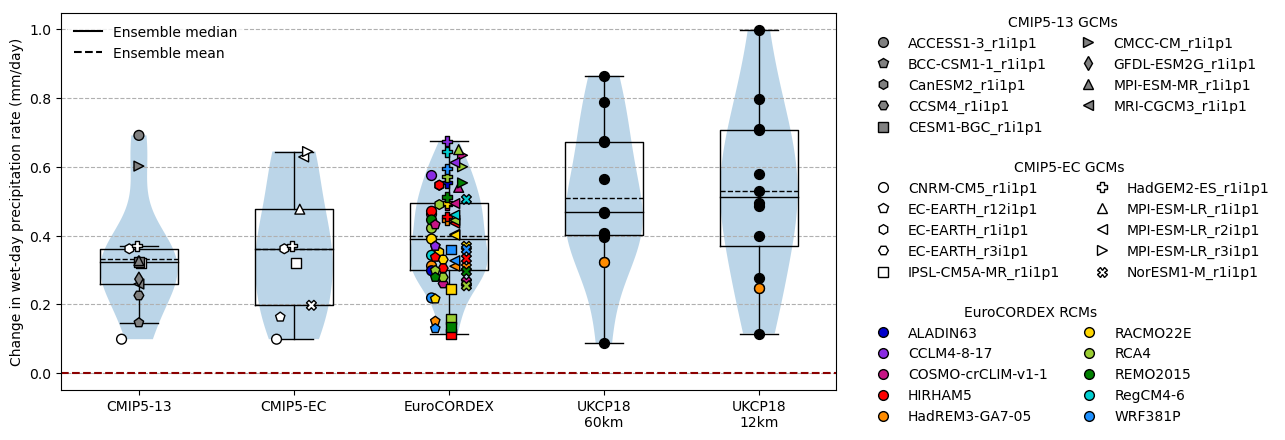 Change in wet-day precipitation rate (mm/day)
1.0
0.8
0.6
0.4
0.2
0.0
Ensemble median
Ensemble mean
CMIP5-13
CMIP5-EC
EuroCORDEX
UKCP18
60km
UKCP18
12km
CMIP5-13 GCMs
ACCESS1-3_r1i1p1
BCC-CSM1-1_r1i1p1
CanESM2_r1i1p1
CCSM4_r1i1p1
CESM1-BGC_r1i1p1
CMCC-CM_r1i1p1
GFDL-ESM2G_r1i1p1
MPI-ESM-MR_r1i1p1
MRI-CGCM3_r1i1p1
CMIP5-EC GCMs
CNRM-CM5_r1i1p1
EC-EARTH_r12i1p1
EC-EARTH_r1i1p1
EC-EARTH_r3i1p1
IPSL-CM5A-MR_r1i1p1
HadGEM2-ES_r1i1p1
MPI-ESM-LR_r1i1p1
MPI-ESM-LR_r2i1p1
MPI-ESM-LR_r3i1p1
NorESM1-M_r1i1p1
EuroCORDEX RCMs
ALADIN63
CCLM4-8-17
COSMO-crCLIM-v1-1
HIRHAM5
HadREM3-GA7-05
RACMO22E
RCA4
REMO2015
RegCM4-6
WRF381P